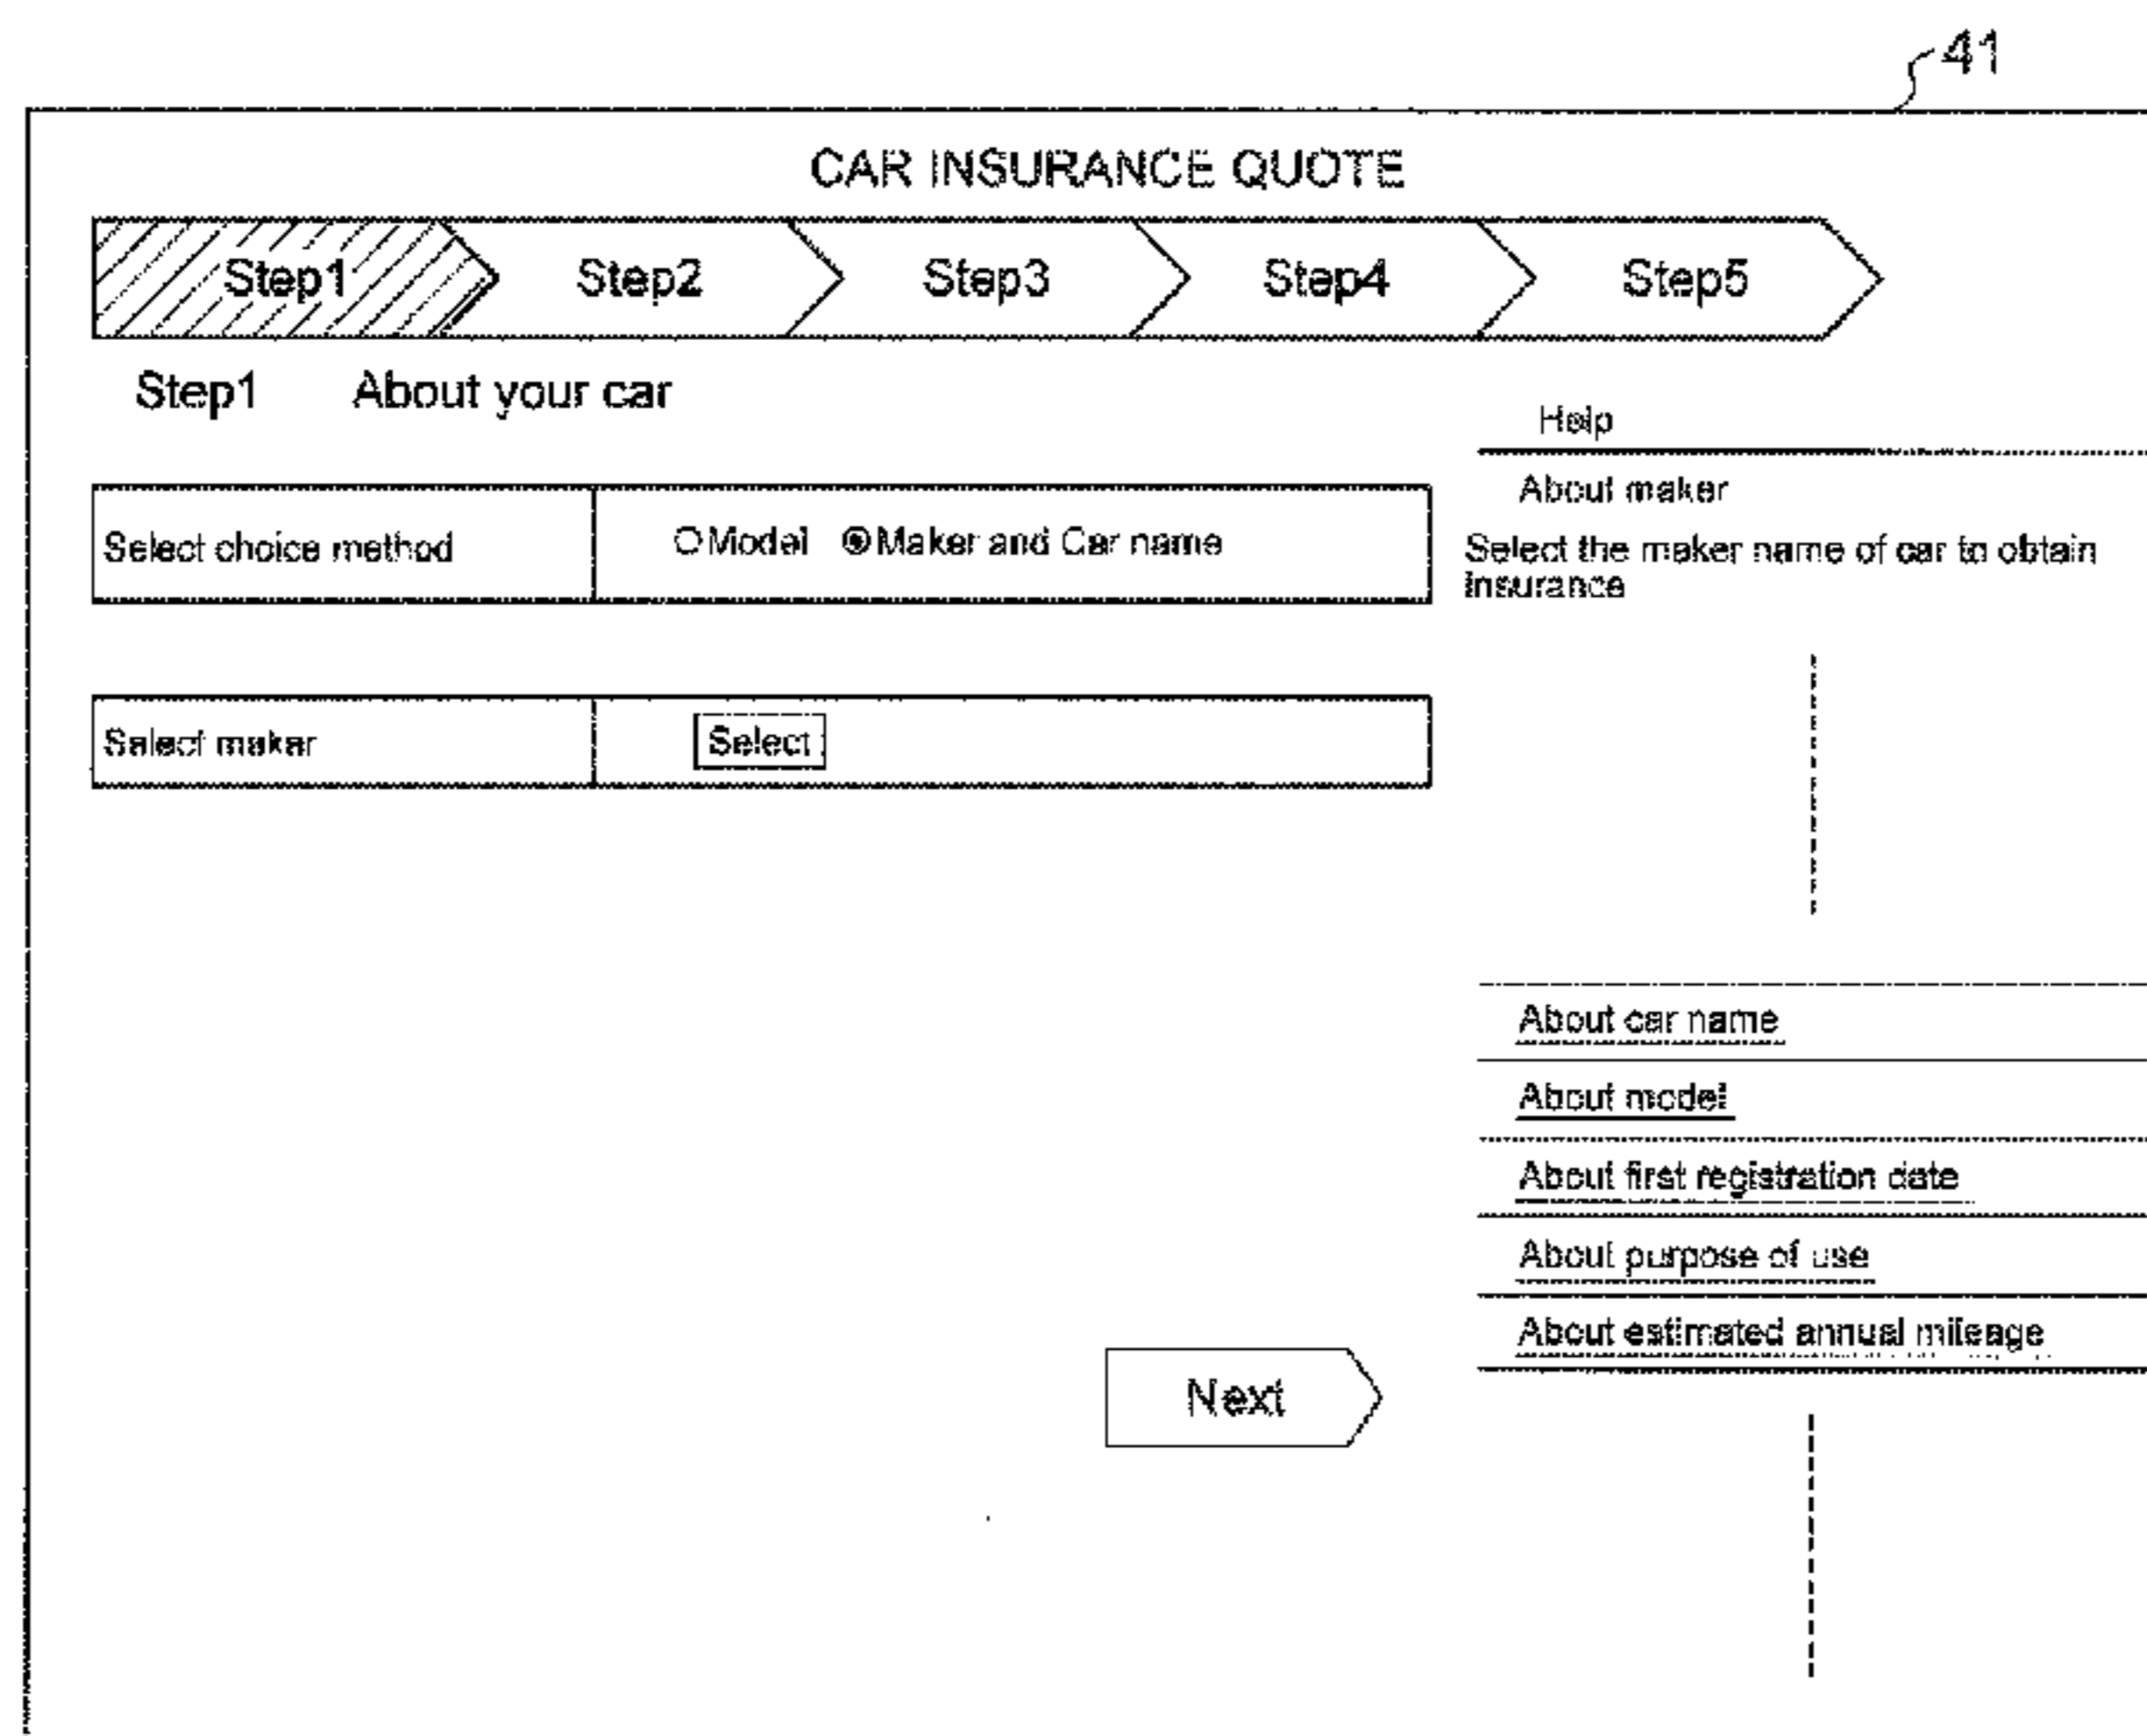 41
CAR INSURANCE QUOTE
Step1 Step2 Step3 Step4 Step5
Step1 About your car
Help
About maker
Select choice method Model Maker and Car name
Select the maker name of car to obtain
insurance
Select maker Select
About car name
About model
About first registration date
About purpose of use
About estimated annual mileage
Next